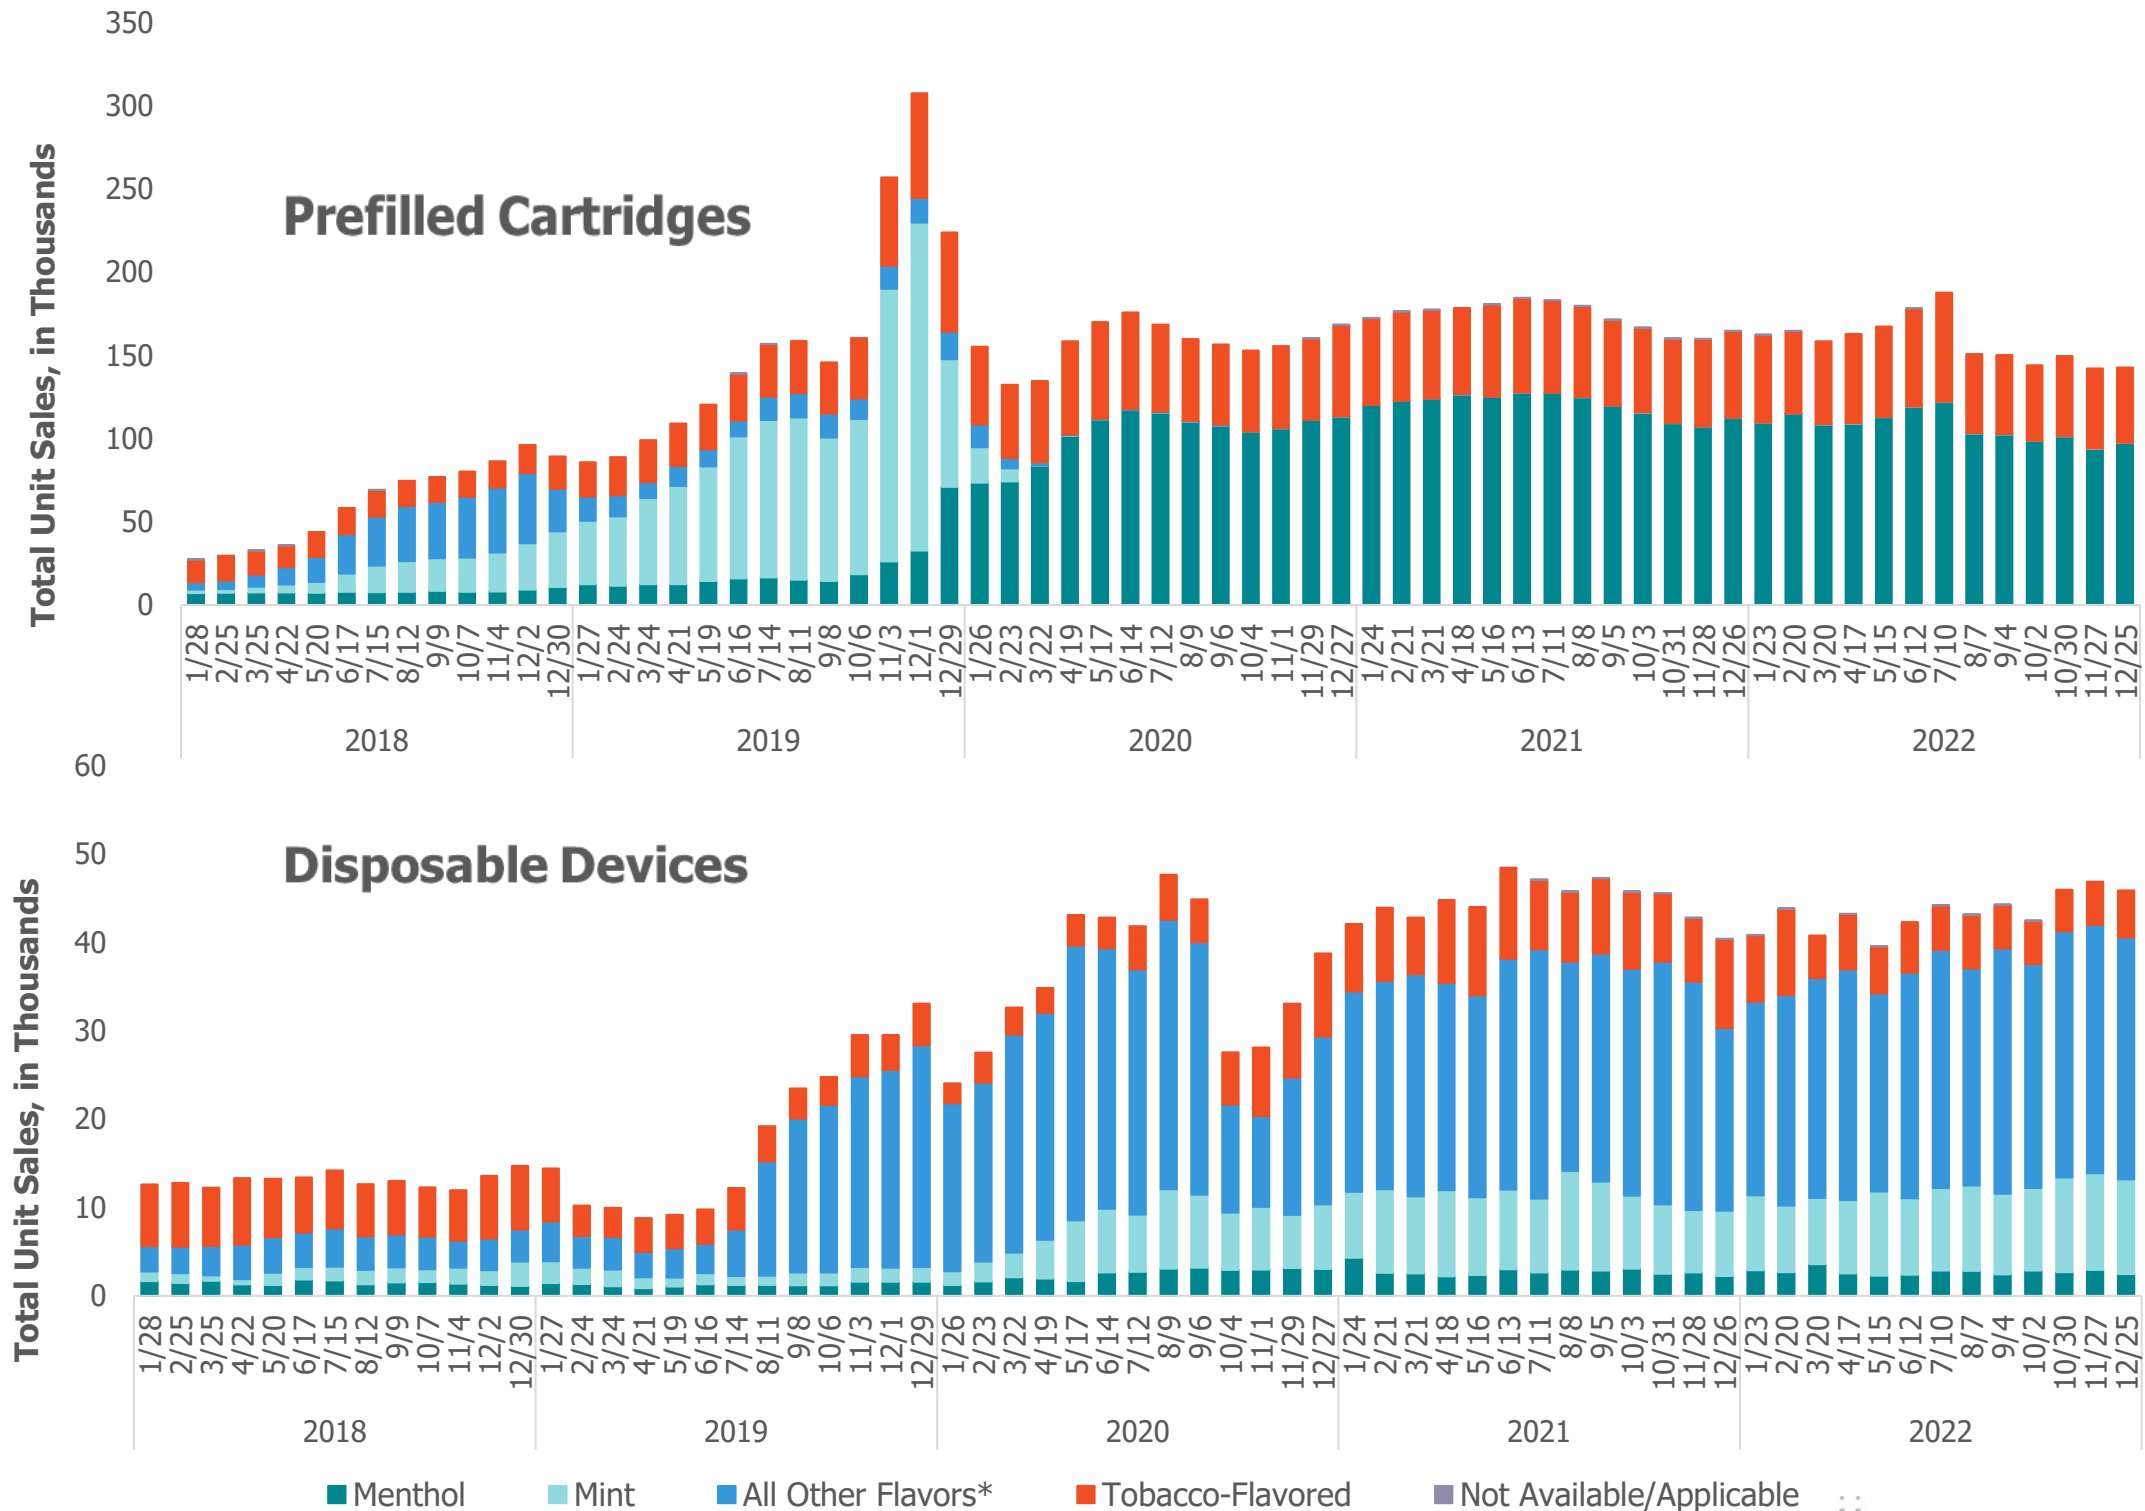 350
300
250
200
150
100
50
0
Total Unit Sales, in Thousands
Prefilled Cartridges
1/28 2/25 3/25 4/22 5/20 6/17 7/15 8/12 9/9 10/7 11/4 12/2 12/30 1/27 2/24 3/24 4/21 5/19 6/16 7/14 8/11 9/8 10/6 11/3 12/1 12/29 1/26 2/23 3/22 4/19 5/17 6/14 7/12 8/9 9/6 10/4 11/1 11/29 12/27 1/24 2/21 3/21 4/18 5/16 6/13 7/11 8/8 9/5 10/3 10/31 11/28 12/26 1/23 2/20 3/20 4/17 5/15 6/12 7/10 8/7 9/4 10/2 10/30 11/27 12/25
2018 2019 2020 2021 2022
60
50
40
30
20
10
0
Total Unit Sales, in Thousands
Disposable Devices
1/28 2/25 3/25 4/22 5/20 6/17 7/15 8/12 9/9 10/7 11/4 12/2 12/30 1/27 2/24 3/24 4/21 5/19 6/16 7/14 8/11 9/8 10/6 11/3 12/1 12/29 1/26 2/23 3/22 4/19 5/17 6/14 7/12 8/9 9/6 10/4 11/1 11/29 12/27 1/24 2/21 3/21 4/18 5/16 6/13 7/11 8/8 9/5 10/3 10/31 11/28 12/26 1/23 2/20 3/20 4/17 5/15 6/12 7/10 8/7 9/4 10/2 10/30 11/27 12/25
2018 2019 2020 2021 2022
Menthol Mint All Other Flavors* Tobacco-Flavored Not Available/Applicable